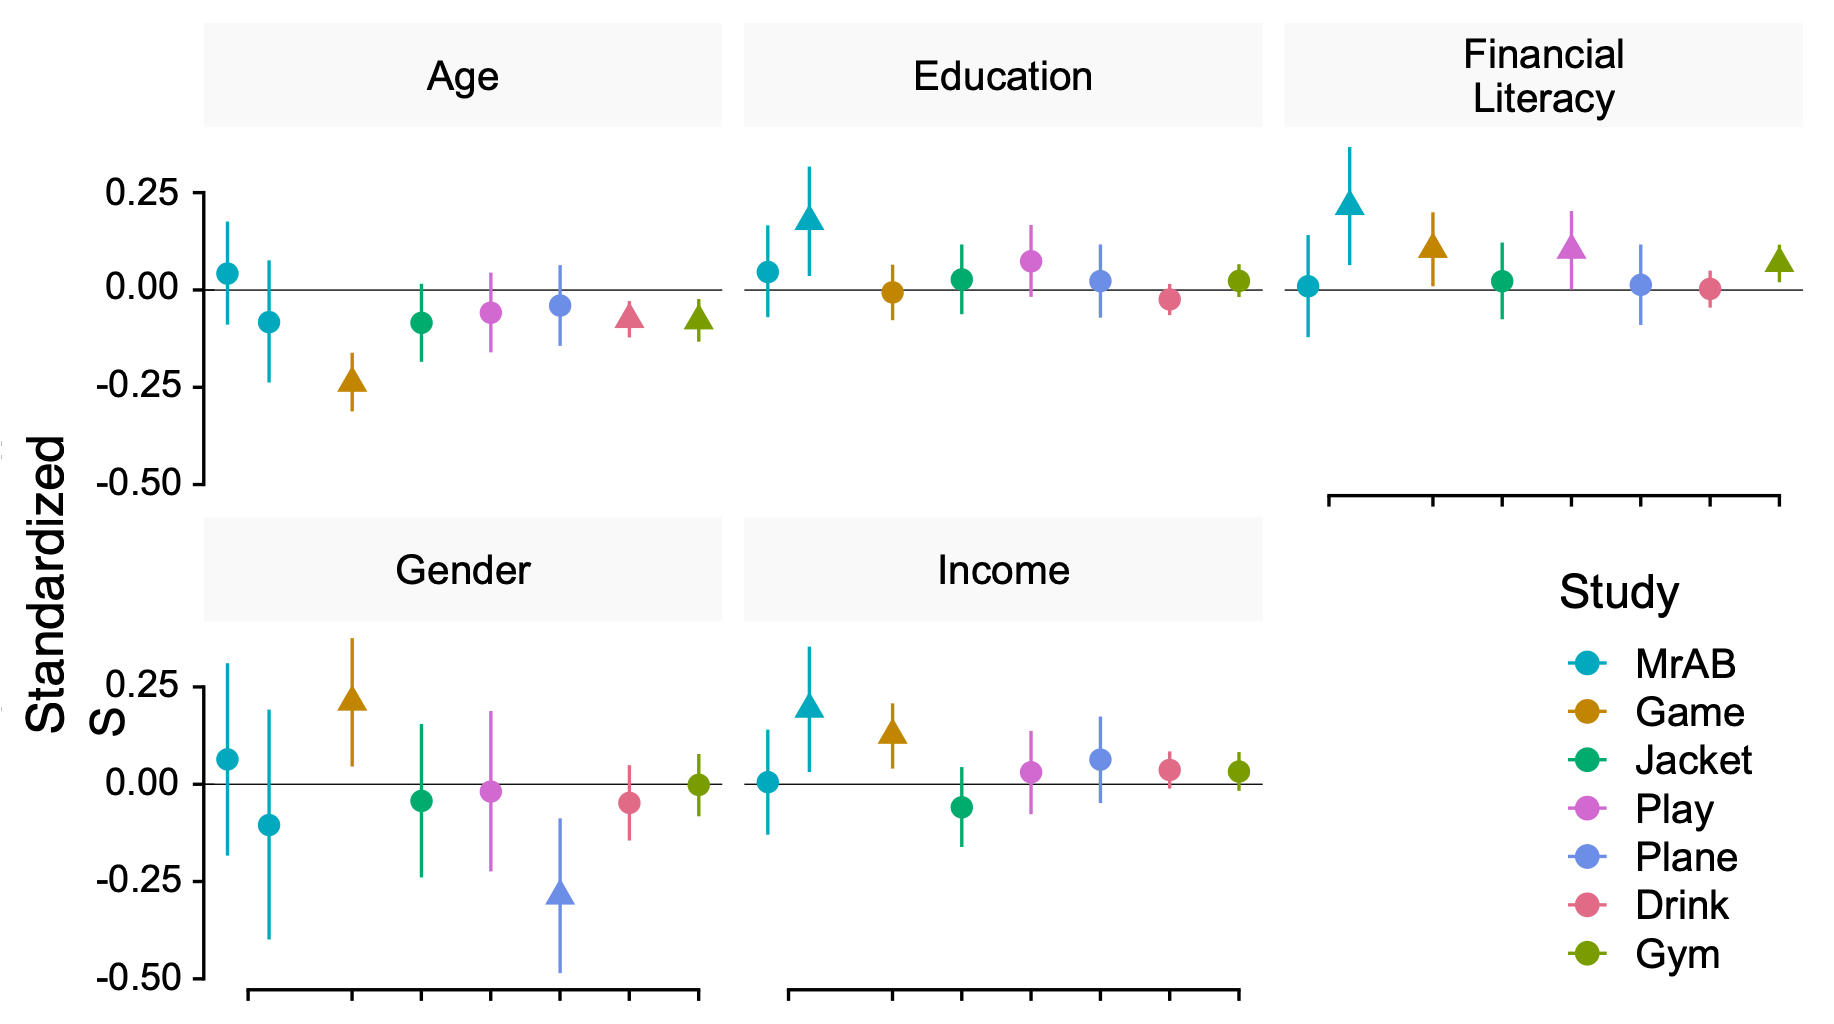 Age
Education
Financial
Literacy
0.25
0.00
-0.25
-0.50
Standardized
S
Gender
Income
0.25
0.00
-0.25
-0.50
Study
MrAB
Game
Jacket
Play
Plane
Drink
Gym